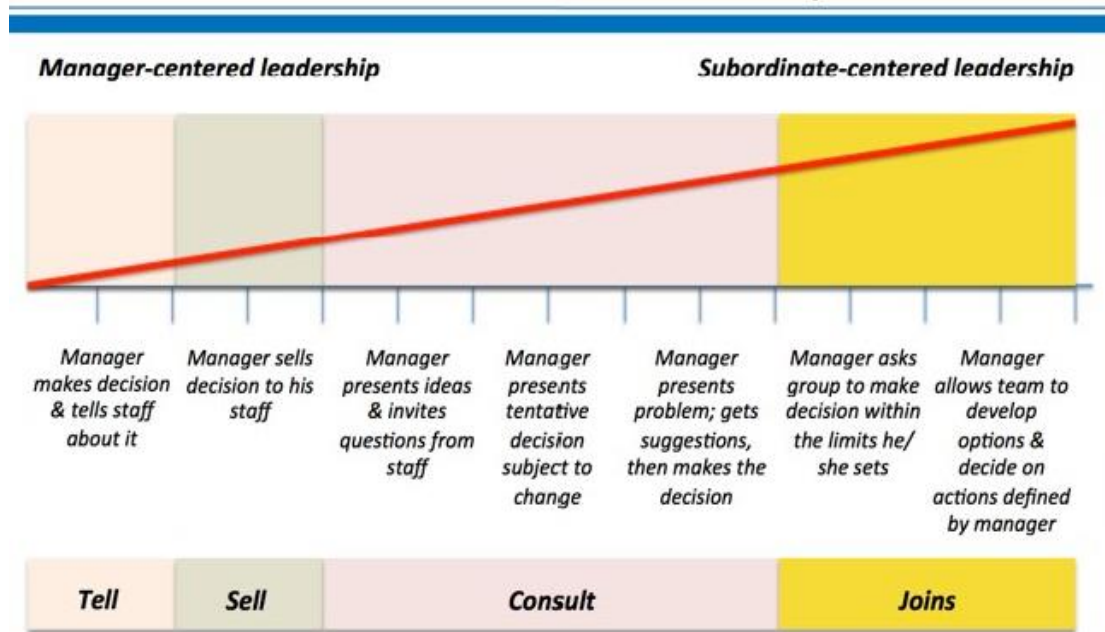 Manager-centered leadership
Subordinate-centered leadership
Manager
makes decision
& tells staff
about it
Manager sells
decision to his
staff
Manager
presents ideas
& invites
questions from
staff
Manager
presents
tentative
decision
subject to
change
Manager
presents
problem; gets
suggestions,
then makes the
decision
Manager asks
group to make
decision within
the limits he/
she sets
Manager
allows team to
develop
options &
decide on
actions defined
by manager
Tell
Sell
Consult
Joins